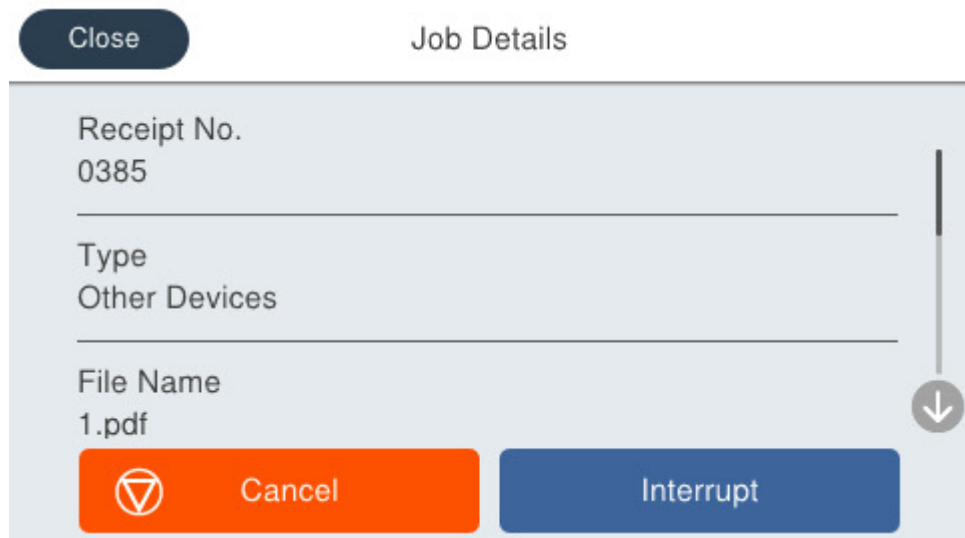 Close
Job Details
Receipt No.
0385
Type
Other Devices
File Name
1.pdf
Cancel
Interrupt